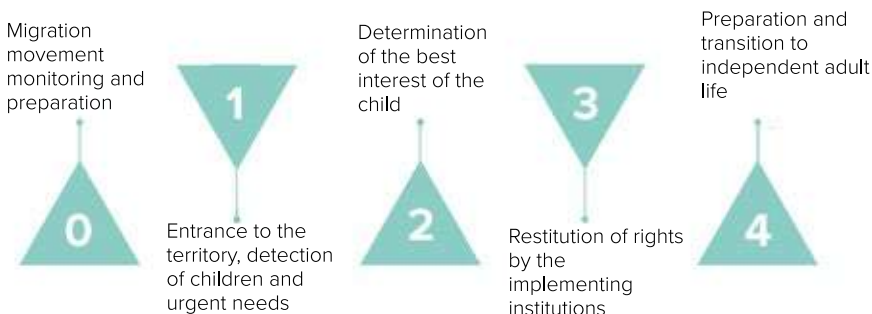 Migration
movement
monitoring and
preparation
0
1
Entrance to the
territory, detection
of children and
urgent needs
Determination
of the best
interest of the
child
2
3
Restitution of rights
by the
implementing
institutions
Preparation and
transition to
independent adult
life
4